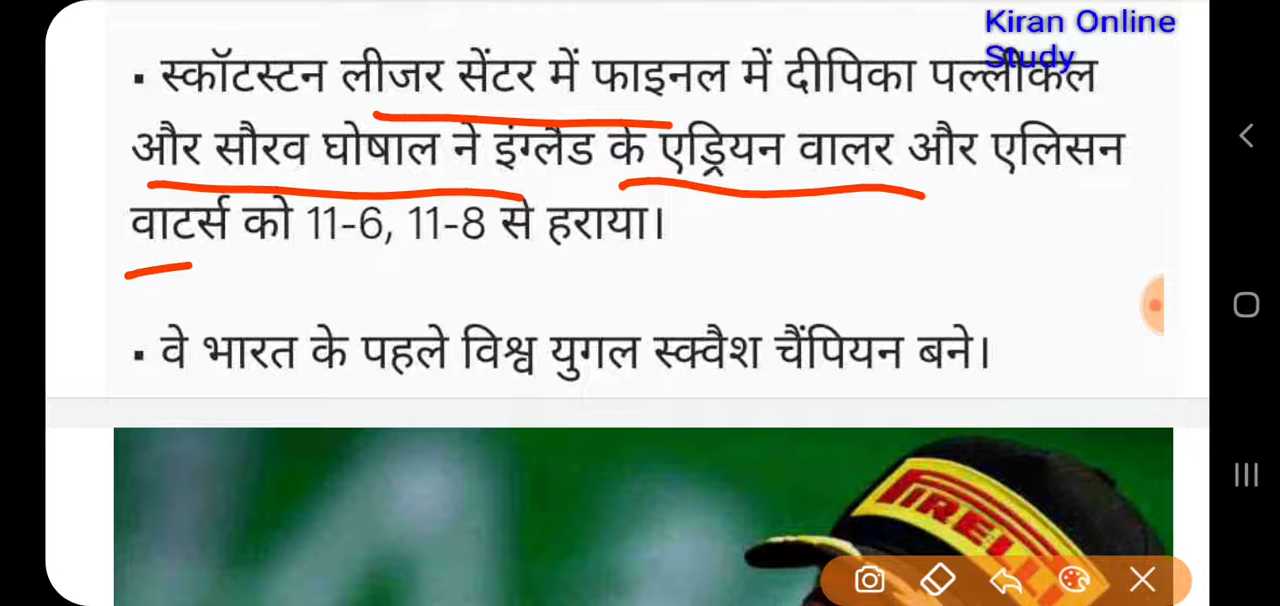 Kiran Online
Study
▪ स्कॉटस्टन लीजर सेंटर में फाइनल में दीपिका पल्लीकल
और सौरव घोषाल ने इंग्लैंड के एड्रियन वालर और एलिसन
वाटर्स को 11-6, 11-8 से हराया।
▪ वे भारत के पहले विश्व युगल स्क्वैश चैंपियन बने।
PIRELLI